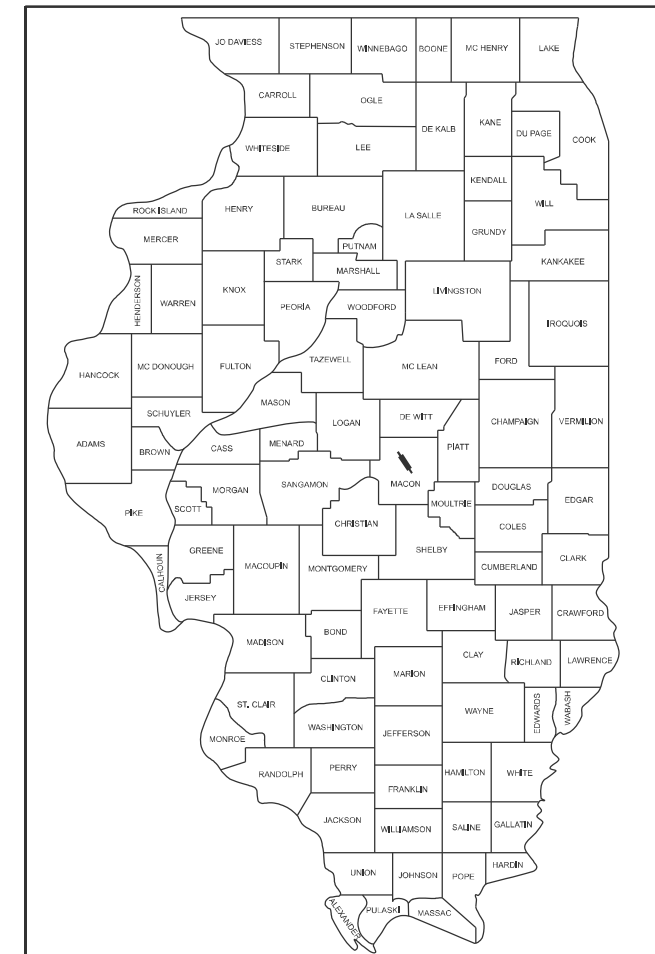 JO DAVIESS
STEPHENSON
WINNEBAGO
BOONE
MC HENRY
LAKE
CARROLL
OGLE
DE KALB
KANE
DU PAGE
COOK
WHITESIDE
LEE
KENDALL
WILL
ROCK ISLAND
HENRY
BUREAU
LA SALLE
GRUNDY
MERCER
PUTNAM
STARK
MARSHALL
KANKAKEE
HENDERSON
WARREN
KNOX
PEORIA
WOODFORD
LIVINGSTON
IROQUOIS
HANCOCK
MC DONOUGH
FULTON
TAZEWELL
MC LEAN
FORD
MASON
SCHUYLER
LOGAN
DE WITT
CHAMPAIGN
VERMILION
ADAMS
BROWN
CASS
MENARD
PIATT
MACON
SANGAMON
MORGAN
SCOTT
PIKE
CHRISTIAN
MOULTRIE
DOUGLAS
EDGAR
COLES
SHELBY
GREENE
CALHOUN
MACOUPIN
MONTGOMERY
CUMBERLAND
CLARK
JERSEY
FAYETTE
EFFINGHAM
JASPER
CRAWFORD
MADISON
BOND
CLAY
RICHLAND
LAWRENCE
MARION
CLINTON
ST. CLAIR
WAYNE
EDWARDS
WABASH
WASHINGTON
JEFFERSON
MONROE
RANDOLPH
PERRY
HAMILTON
WHITE
FRANKLIN
JACKSON
WILLIAMSON
SALINE
GALLATIN
UNION
JOHNSON
POPE
HARDIN
ALEXANDER
PULASKI
MASSAC